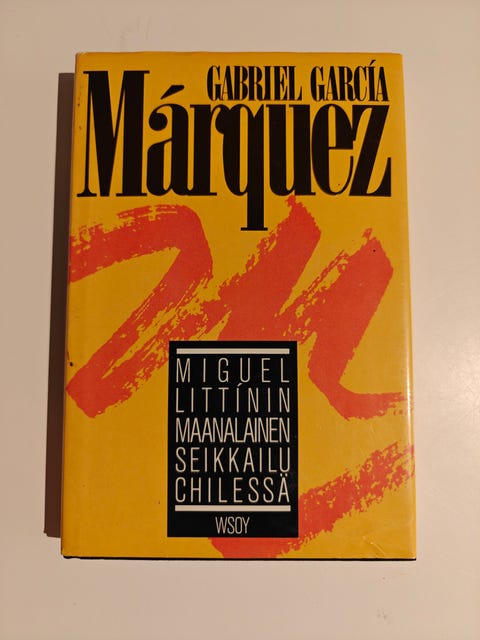 GABRIEL GARCÍA
Márquez
MIGUEL
LITTÍNIN
MAANALAINEN
SEIKKAILU
CHILESSÄ
WSOY